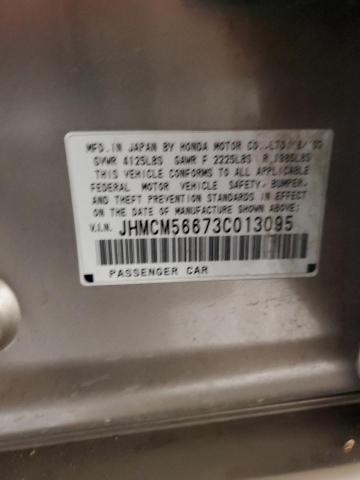 MFD. IN JAPAN BY HONDA MOTOR CO.,LTD.
GVWR 4125LBS GAWR F 2225LBS R 1985LBS
THIS VEHICLE CONFORMS TO ALL APPLICABLE
FEDERAL MOTOR VEHICLE SAFETY, BUMPER,
AND THEFT PREVENTION STANDARDS IN EFFECT
ON THE DATE OF MANUFACTURE SHOWN ABOVE.
V.I.N. JHMCM56673C013095
PASSENGER CAR